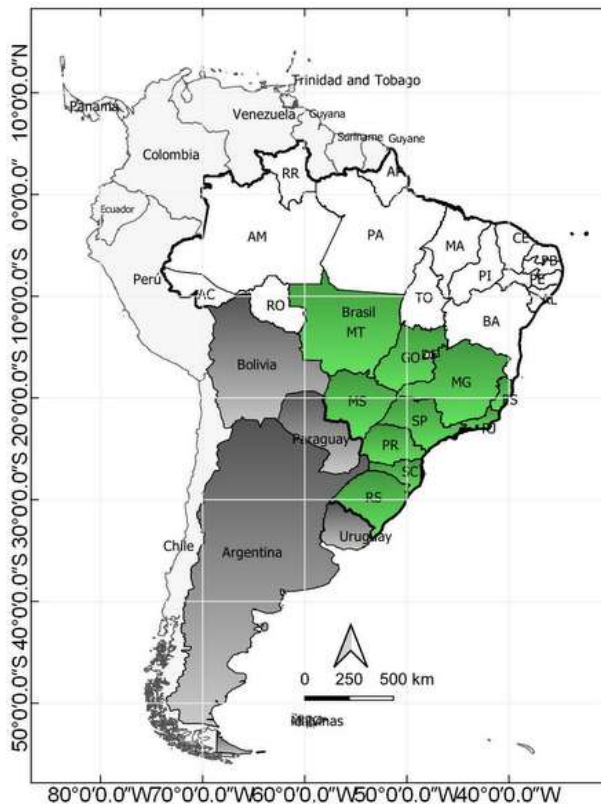 10°0'0.0"N
0°0'0.0"
10°0'0.0"S
20°0'0.0"S
30°0'0.0"S
40°0'0.0"S
50°0'0.0"S
Trinidad and Tobago
Panamá
Venezuela
Guyana
Suriname
Guyane
Colombia
RR
AP
Ecuador
AM
PA
MA
CE
PB
PI
PE
Perú
AC
RO
TO
AL
Brasil
MT
BA
Bolivia
GO
DF
MG
ES
MS
SP
RJ
Paraguay
PR
SC
RS
Chile
Argentina
Uruguay
0 250 500 km
80°0'0.0"W
70°0'0.0"W
60°0'0.0"W
50°0'0.0"W
40°0'0.0"W